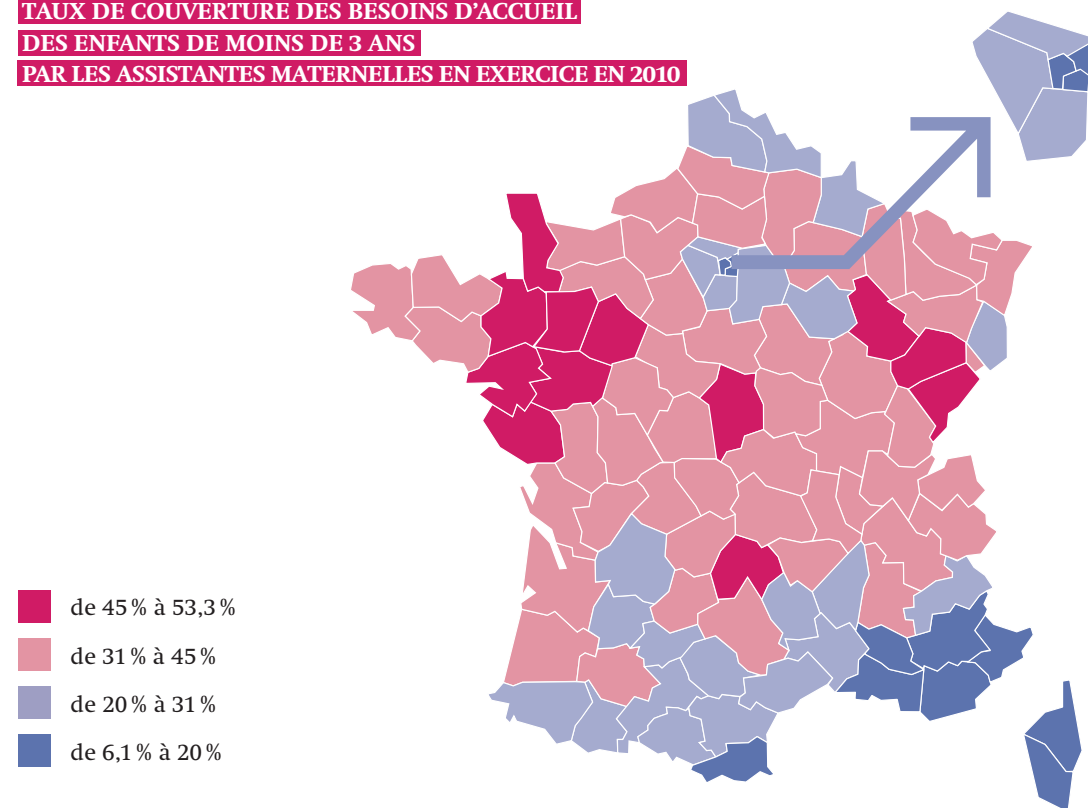 TAUX DE COUVERTURE DES BESOINS D’ACCUEIL
DES ENFANTS DE MOINS DE 3 ANS
PAR LES ASSISTANTES MATERNELLES EN EXERCICE EN 2010
de 45 % à 53,3 %
de 31 % à 45 %
de 20 % à 31 %
de 6,1 % à 20 %